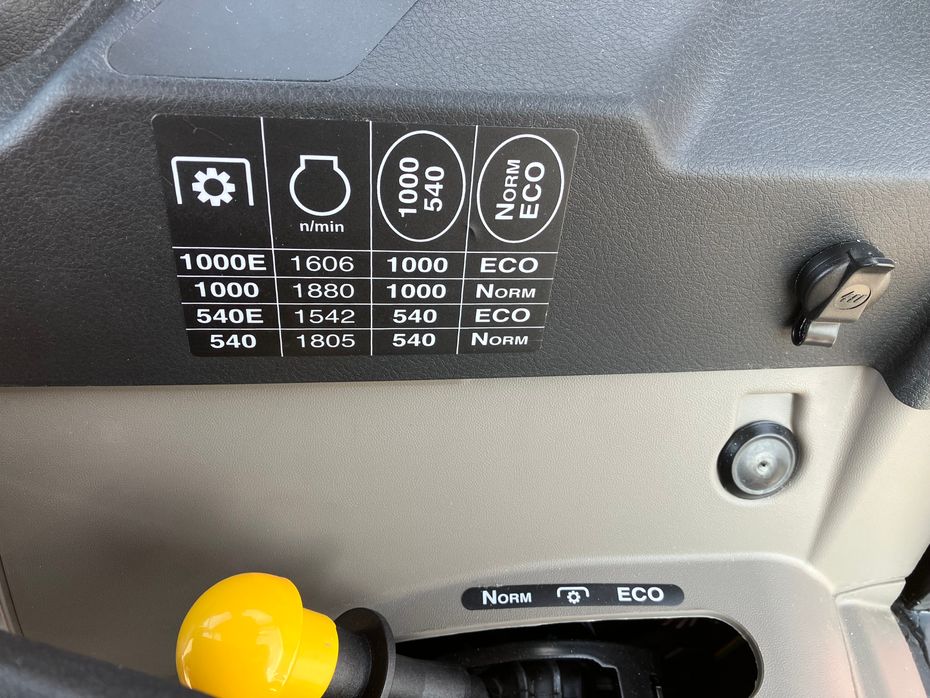 n/min
1000
540
NORM
ECO
1000E 1606 1000 ECO
1000 1880 1000 NORM
540E 1542 540 ECO
540 1805 540 NORM
NORM ECO